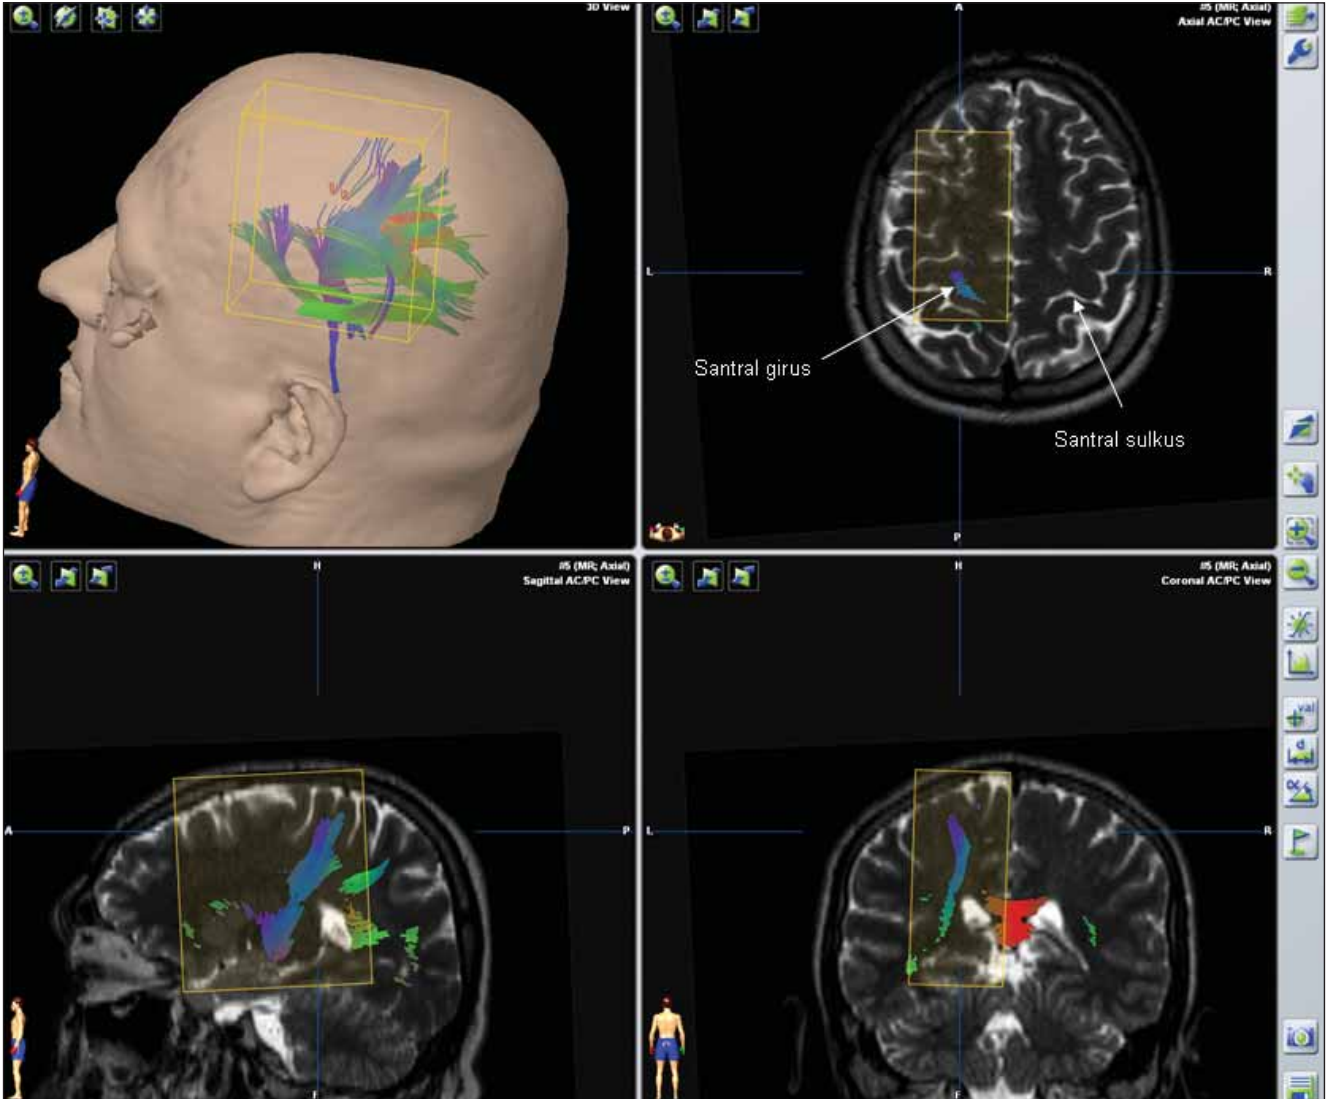 3D View
#5 (MR; Axial)
Axial AC/PC View
A
L
R
Santral girus
Santral sulkus
P
#5 (MR; Axial)
Sagittal AC/PC View
H
A
P
#5 (MR; Axial)
Coronal AC/PC View
H
L
R
val
d
F